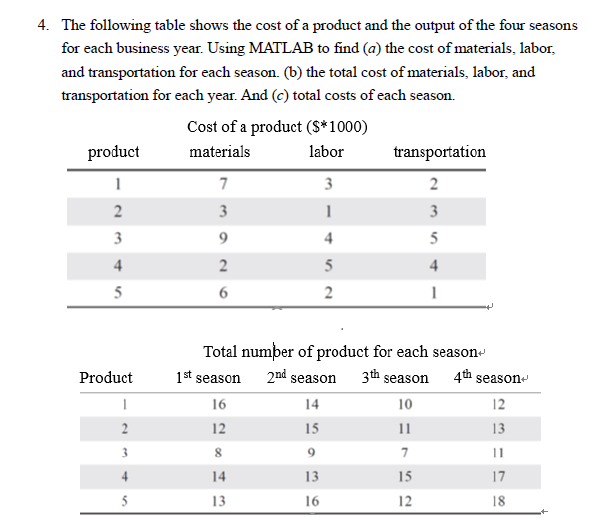 4. The following table shows the cost of a product and the output of the four seasons
for each business year. Using MATLAB to find (a) the cost of materials, labor,
and transportation for each season. (b) the total cost of materials, labor, and
transportation for each year. And (c) total costs of each season.
Cost of a product ($*1000)
product materials labor transportation
1 7 3 2
2 3 1 3
3 9 4 5
4 2 5 4
5 6 2 1
Total number of product for each season
Product 1st season 2nd season 3th season 4th season
1 16 14 10 12
2 12 15 11 13
3 8 9 7 11
4 14 13 15 17
5 13 16 12 18